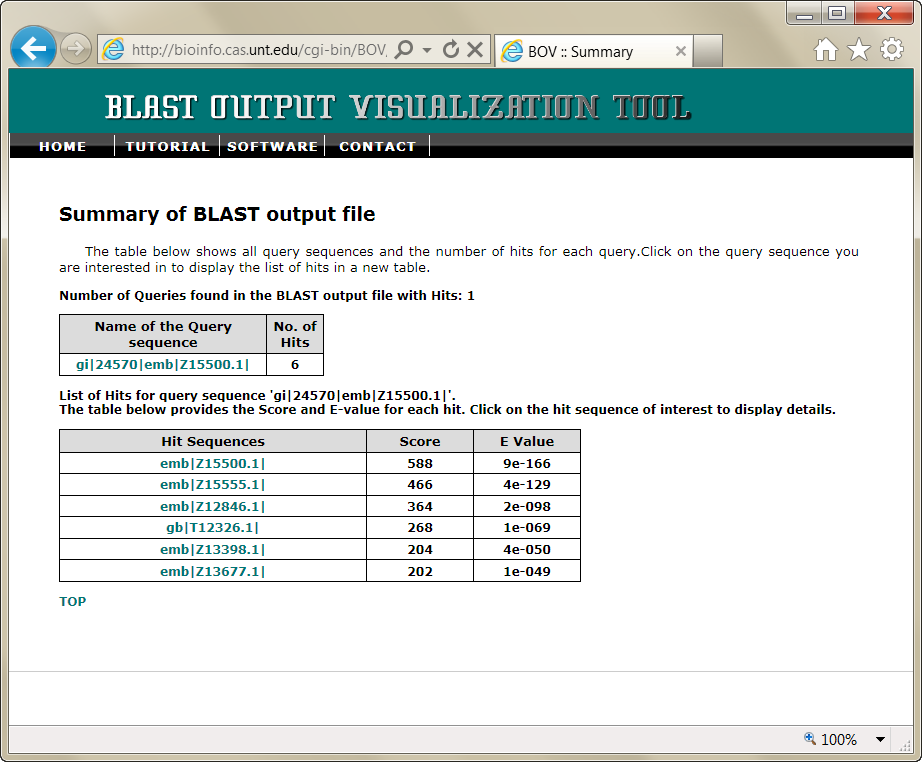 http://bioinfo.cas.unt.edu/cgi-bin/BOV,
BOV :: Summary
BLAST OUTPUT VISUALIZATION TOOL
HOME TUTORIAL SOFTWARE CONTACT
Summary of BLAST output file
The table below shows all query sequences and the number of hits for each query.Click on the query sequence you
are interested in to display the list of hits in a new table.
Number of Queries found in the BLAST output file with Hits: 1
Name of the Query sequence No. of Hits
gi|24570|emb|Z15500.1| 6
List of Hits for query sequence 'gi|24570|emb|Z15500.1|'.
The table below provides the Score and E-value for each hit. Click on the hit sequence of interest to display details.
Hit Sequences Score E Value
emb|Z15500.1| 588 9e-166
emb|Z15555.1| 466 4e-129
emb|Z12846.1| 364 2e-098
gb|T12326.1| 268 1e-069
emb|Z13398.1| 204 4e-050
emb|Z13677.1| 202 1e-049
TOP
100%